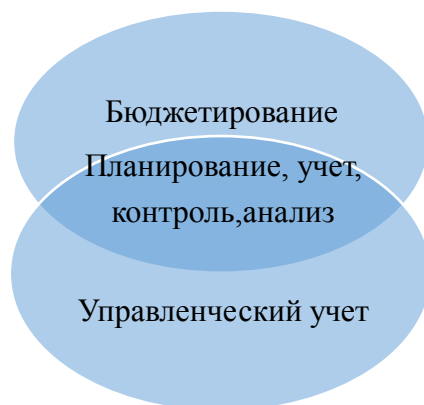 Бюджетирование
Планирование, учет,
контроль,анализ
Управленческий учет